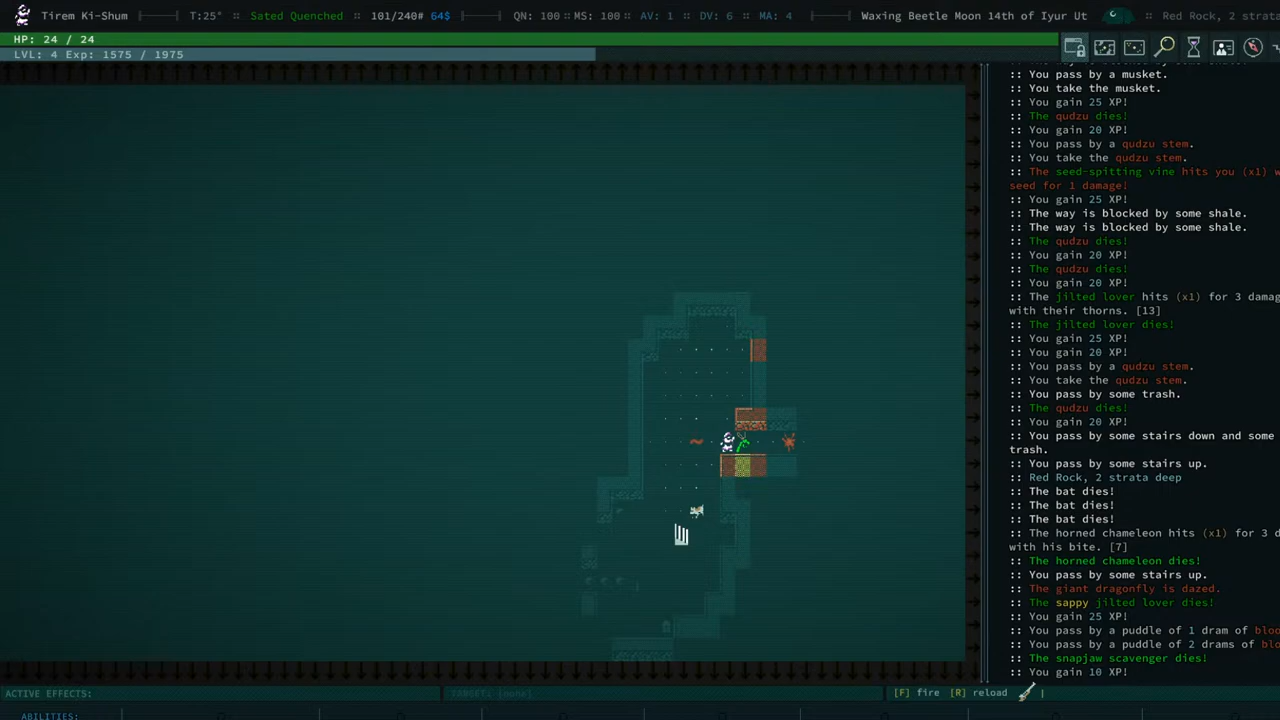 Tirem Ki-Shum T:25° :: Sated Quenched 101/240# 64$ QN: 100 :: MS: 100 :: AV: 1 :: DV: 6 :: MA: 4 Waxing Beetle Moon 14th of Iyur Ut :: Red Rock, 2 strata
HP: 24 / 24
LVL: 4 Exp: 1575 / 1975
:: You pass by a musket.
:: You take the musket.
:: You gain 25 XP!
:: The qudzu dies!
:: You gain 20 XP!
:: You pass by a qudzu stem.
:: You take the qudzu stem.
:: The seed-spitting vine hits you (x1) w
seed for 1 damage!
:: You gain 25 XP!
:: The way is blocked by some shale.
:: The way is blocked by some shale.
:: The qudzu dies!
:: You gain 20 XP!
:: The qudzu dies!
:: You gain 20 XP!
:: The jilted lover hits (x1) for 3 damag
with their thorns. [13]
:: The jilted lover dies!
:: You gain 25 XP!
:: You gain 20 XP!
:: You pass by a qudzu stem.
:: You take the qudzu stem.
:: You pass by some trash.
:: The qudzu dies!
:: You gain 20 XP!
:: You pass by some stairs down and some
trash.
:: You pass by some stairs up.
:: Red Rock, 2 strata deep
:: The bat dies!
:: The bat dies!
:: The bat dies!
:: The horned chameleon hits (x1) for 3 d
with his bite. [7]
:: The horned chameleon dies!
:: You pass by some stairs up.
:: The giant dragonfly is dazed.
:: The sappy jilted lover dies!
:: You gain 25 XP!
:: You pass by a puddle of 1 dram of bloo
:: You pass by a puddle of 2 drams of blo
:: The snapjaw scavenger dies!
:: You gain 10 XP!
ACTIVE EFFECTS: TARGET: [none] [F] fire [R] reload
ABILITIES: